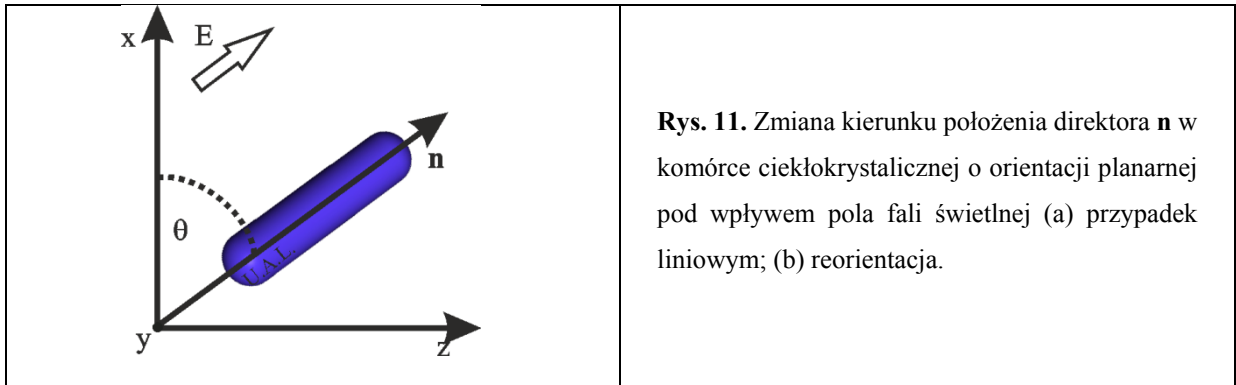 x
E
n
θ
U.A.L.
y
z
Rys. 11. Zmiana kierunku położenia direktora n w
komórce ciekłokrystalicznej o orientacji planarnej
pod wpływem pola fali świetlnej (a) przypadek
liniowym; (b) reorientacja.